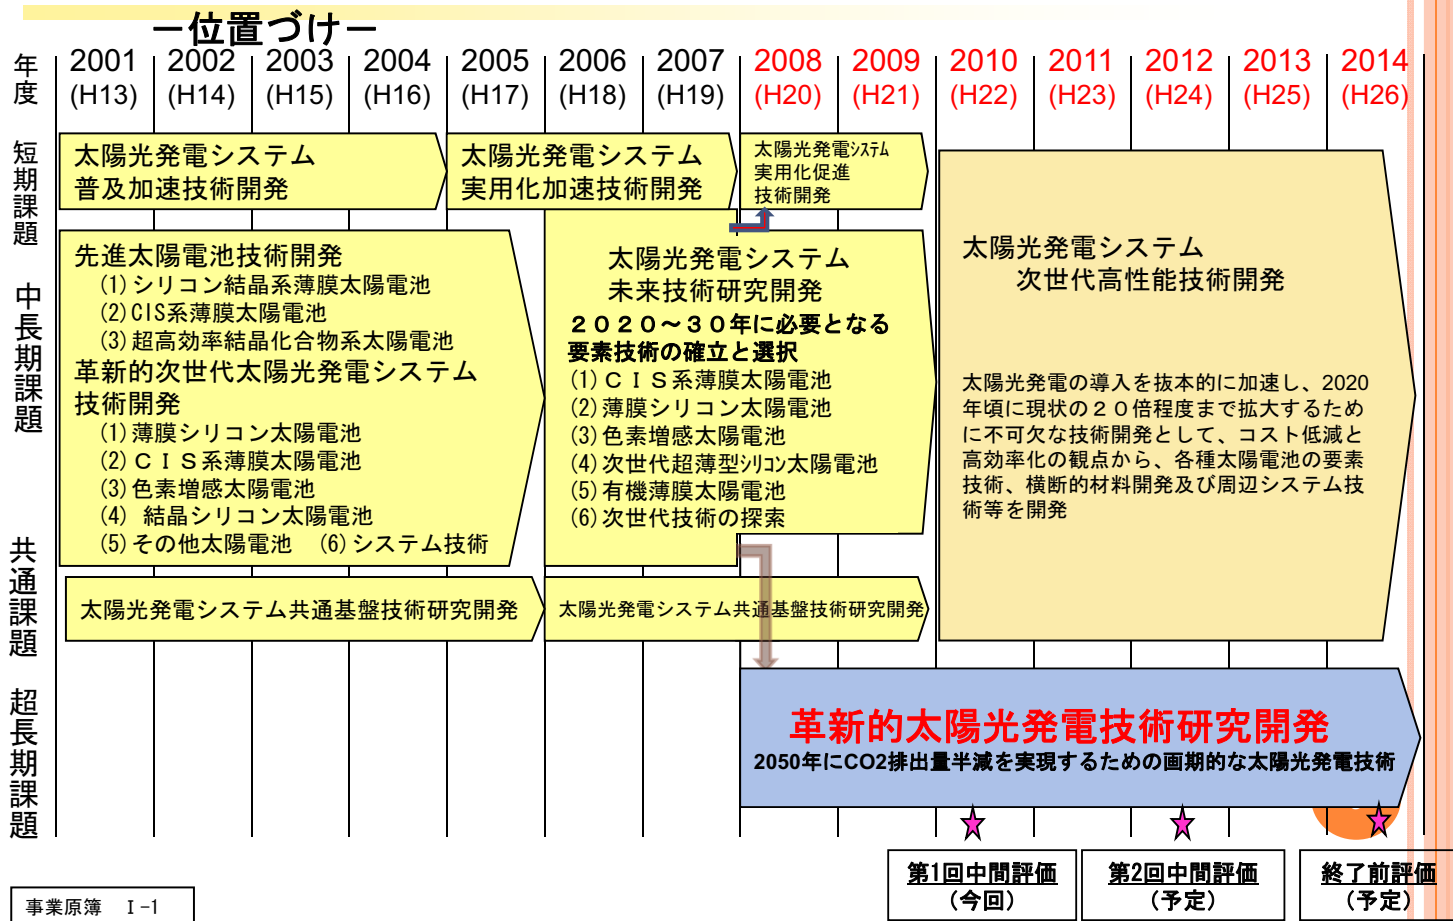 －位置づけ－
年度
2001 2002 2003 2004 2005 2006 2007 2008 2009 2010 2011 2012 2013 2014
(H13) (H14) (H15) (H16) (H17) (H18) (H19) (H20) (H21) (H22) (H23) (H24) (H25) (H26)
短期課題
太陽光発電システム
普及加速技術開発
太陽光発電システム
実用化加速技術開発
太陽光発電ｼｽﾃﾑ
実用化促進
技術開発
中長期課題
先進太陽電池技術開発
(1)シリコン結晶系薄膜太陽電池
(2)CIS系薄膜太陽電池
(3)超高効率結晶化合物系太陽電池
革新的次世代太陽光発電システム
技術開発
(1)薄膜シリコン太陽電池
(2)ＣＩＳ系薄膜太陽電池
(3)色素増感太陽電池
(4) 結晶シリコン太陽電池
(5)その他太陽電池 (6)システム技術
太陽光発電システム
未来技術研究開発
２０２０～３０年に必要となる
要素技術の確立と選択
(1)ＣＩＳ系薄膜太陽電池
(2)薄膜シリコン太陽電池
(3)色素増感太陽電池
(4)次世代超薄型ｼﾘｺﾝ太陽電池
(5)有機薄膜太陽電池
(6)次世代技術の探索
太陽光発電システム
次世代高性能技術開発
太陽光発電の導入を抜本的に加速し、2020
年頃に現状の２０倍程度まで拡大するため
に不可欠な技術開発として、コスト低減と
高効率化の観点から、各種太陽電池の要素
技術、横断的材料開発及び周辺システム技
術等を開発
共通課題
太陽光発電システム共通基盤技術研究開発
太陽光発電システム共通基盤技術研究開発
超長期課題
革新的太陽光発電技術研究開発
2050年にCO2排出量半減を実現するための画期的な太陽光発電技術
第1回中間評価
（今回）
第2回中間評価
（予定）
終了前評価
（予定）
事業原簿 Ⅰ-1